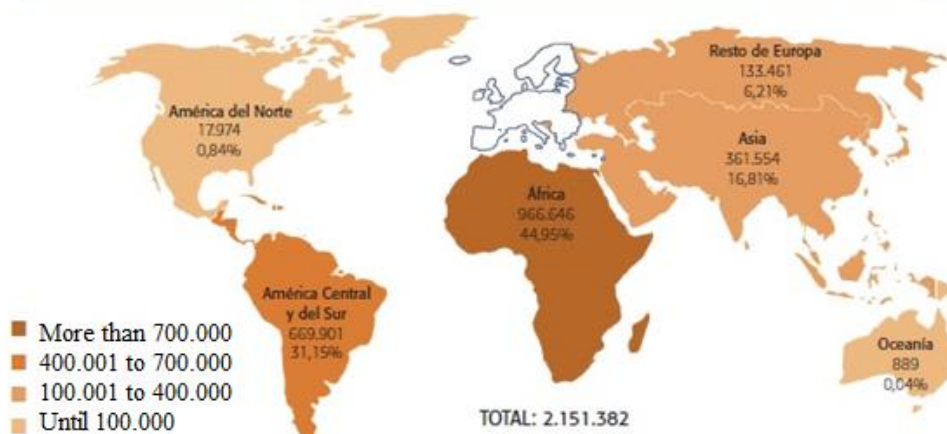 América del Norte
17.974
0,84%
Resto de Europa
133.461
6,21%
Asia
361.554
16,81%
África
966.646
44,95%
América Central
y del Sur
669.901
31,15%
Oceanía
889
0,04%
More than 700.000
400.001 to 700.000
100.001 to 400.000
Until 100.000
TOTAL: 2.151.382